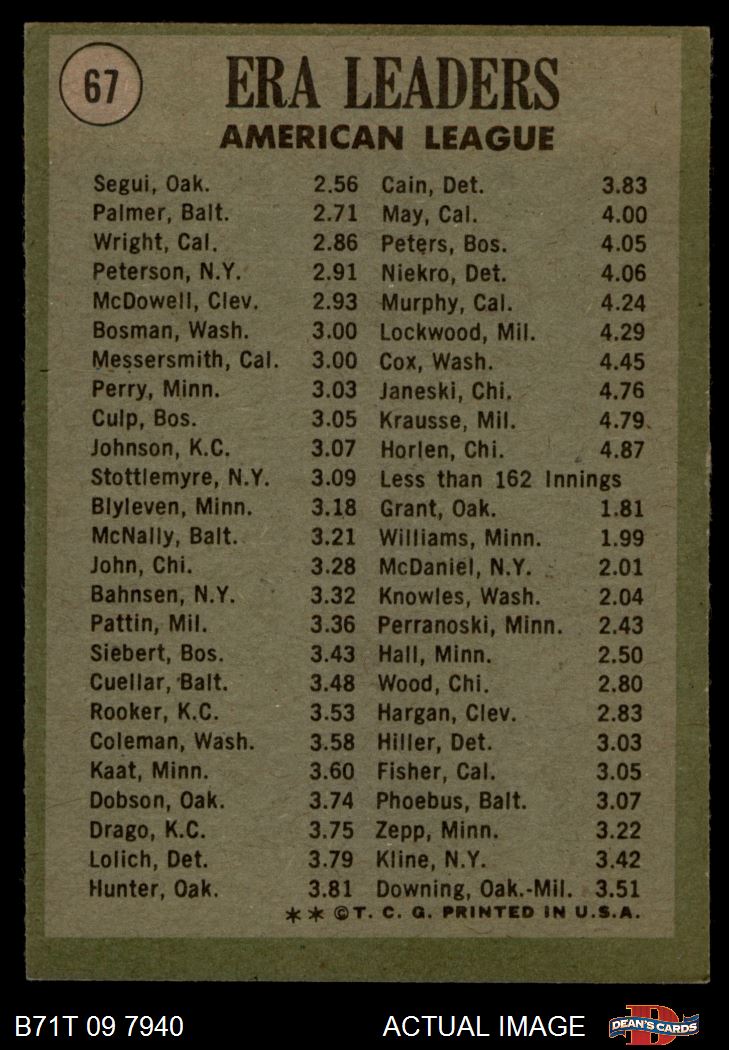 67
ERA LEADERS
AMERICAN LEAGUE
Segui, Oak. 2.56
Palmer, Balt. 2.71
Wright, Cal. 2.86
Peterson, N.Y. 2.91
McDowell, Clev. 2.93
Bosman, Wash. 3.00
Messersmith, Cal. 3.00
Perry, Minn. 3.03
Culp, Bos. 3.05
Johnson, K.C. 3.07
Stottlemyre, N.Y. 3.09
Blyleven, Minn. 3.18
McNally, Balt. 3.21
John, Chi. 3.28
Bahnsen, N.Y. 3.32
Pattin, Mil. 3.36
Siebert, Bos. 3.43
Cuellar, Balt. 3.48
Rooker, K.C. 3.53
Coleman, Wash. 3.58
Kaat, Minn. 3.60
Dobson, Oak. 3.74
Drago, K.C. 3.75
Lolich, Det. 3.79
Hunter, Oak. 3.81
Cain, Det. 3.83
May, Cal. 4.00
Peters, Bos. 4.05
Niekro, Det. 4.06
Murphy, Cal. 4.24
Lockwood, Mil. 4.29
Cox, Wash. 4.45
Janeski, Chi. 4.76
Krausse, Mil. 4.79
Horlen, Chi. 4.87
Less than 162 Innings
Grant, Oak. 1.81
Williams, Minn. 1.99
McDaniel, N.Y. 2.01
Knowles, Wash. 2.04
Perranoski, Minn. 2.43
Hall, Minn. 2.50
Wood, Chi. 2.80
Hargan, Clev. 2.83
Hiller, Det. 3.03
Fisher, Cal. 3.05
Phoebus, Balt. 3.07
Zepp, Minn. 3.22
Kline, N.Y. 3.42
Downing, Oak.-Mil. 3.51
** ©T. C. G. PRINTED IN U.S.A.
B71T 09 7940
ACTUAL IMAGE
DEAN'S CARDS